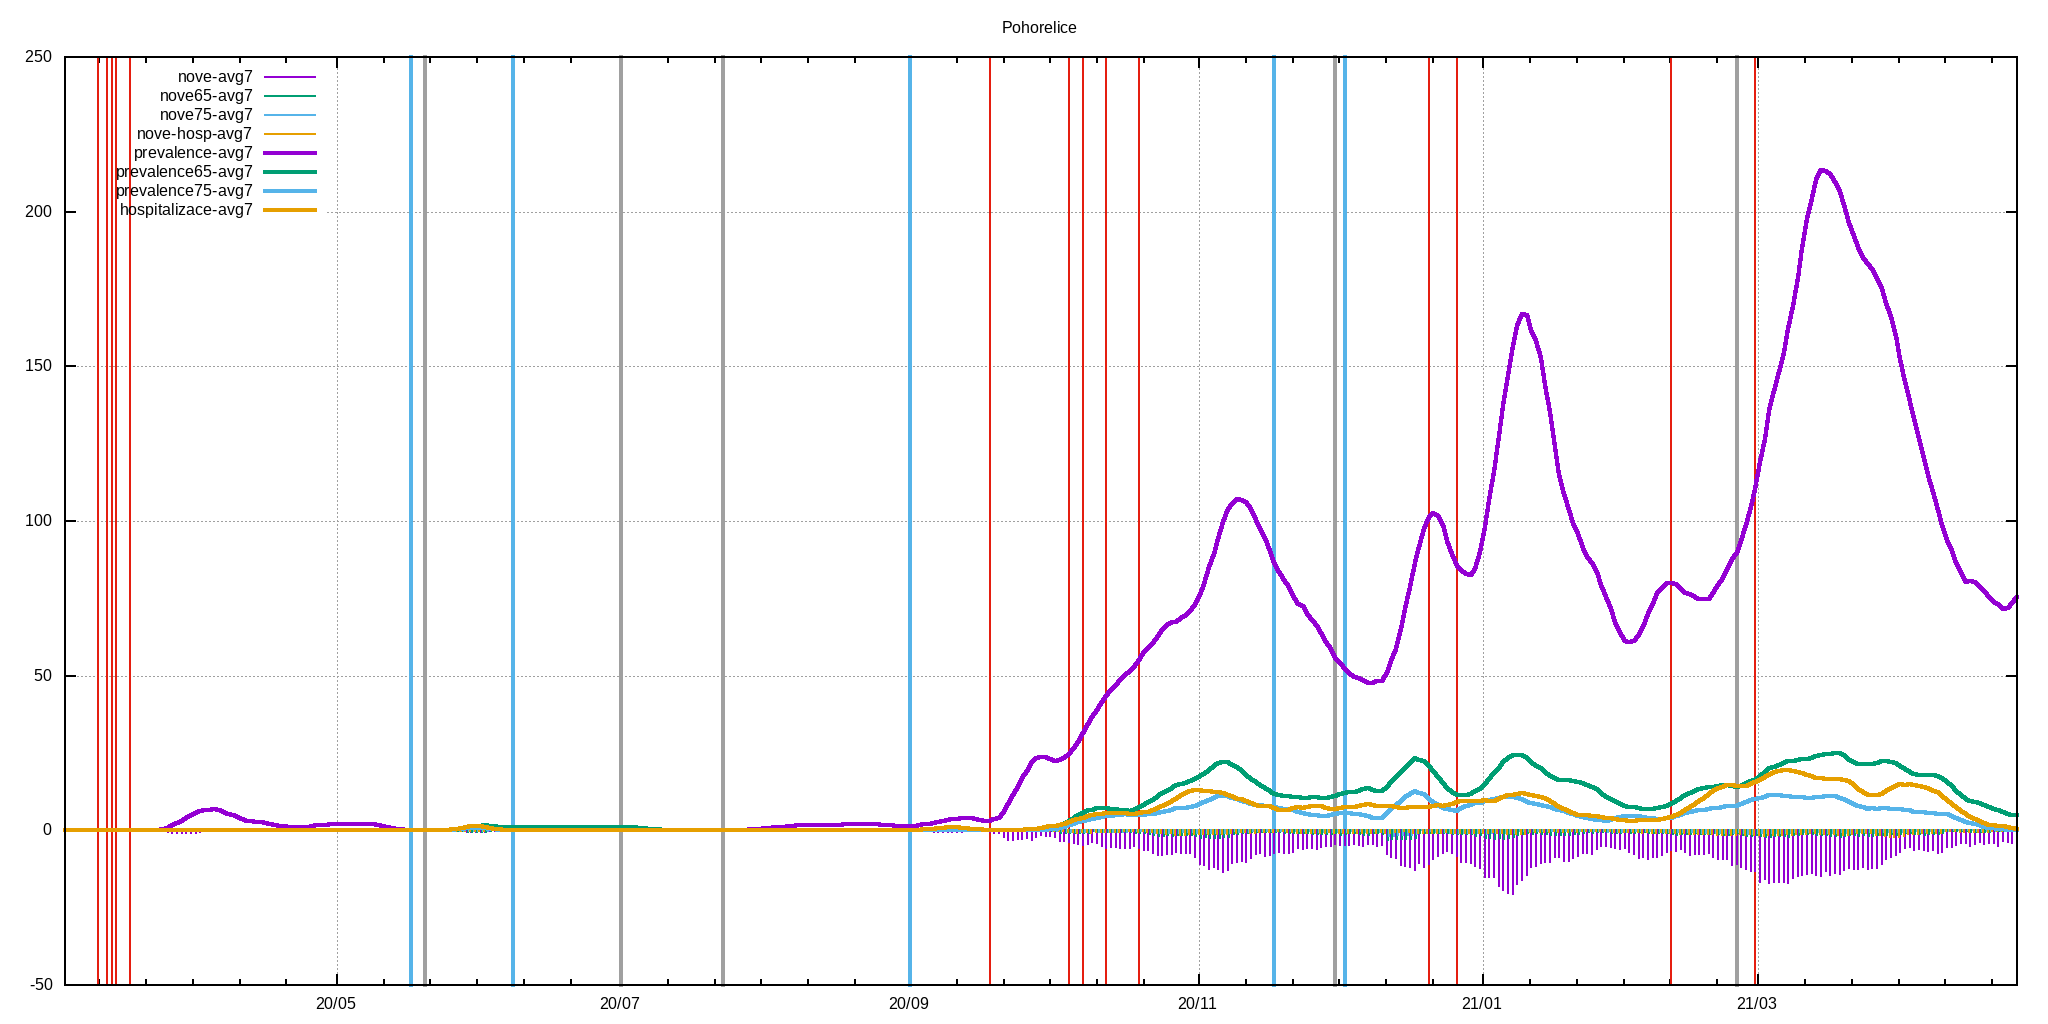 Pohorelice
250
200
150
100
50
0
-50
nove-avg7
nove65-avg7
nove75-avg7
nove-hosp-avg7
prevalence-avg7
prevalence65-avg7
prevalence75-avg7
hospitalizace-avg7
20/05
20/07
20/09
20/11
21/01
21/03